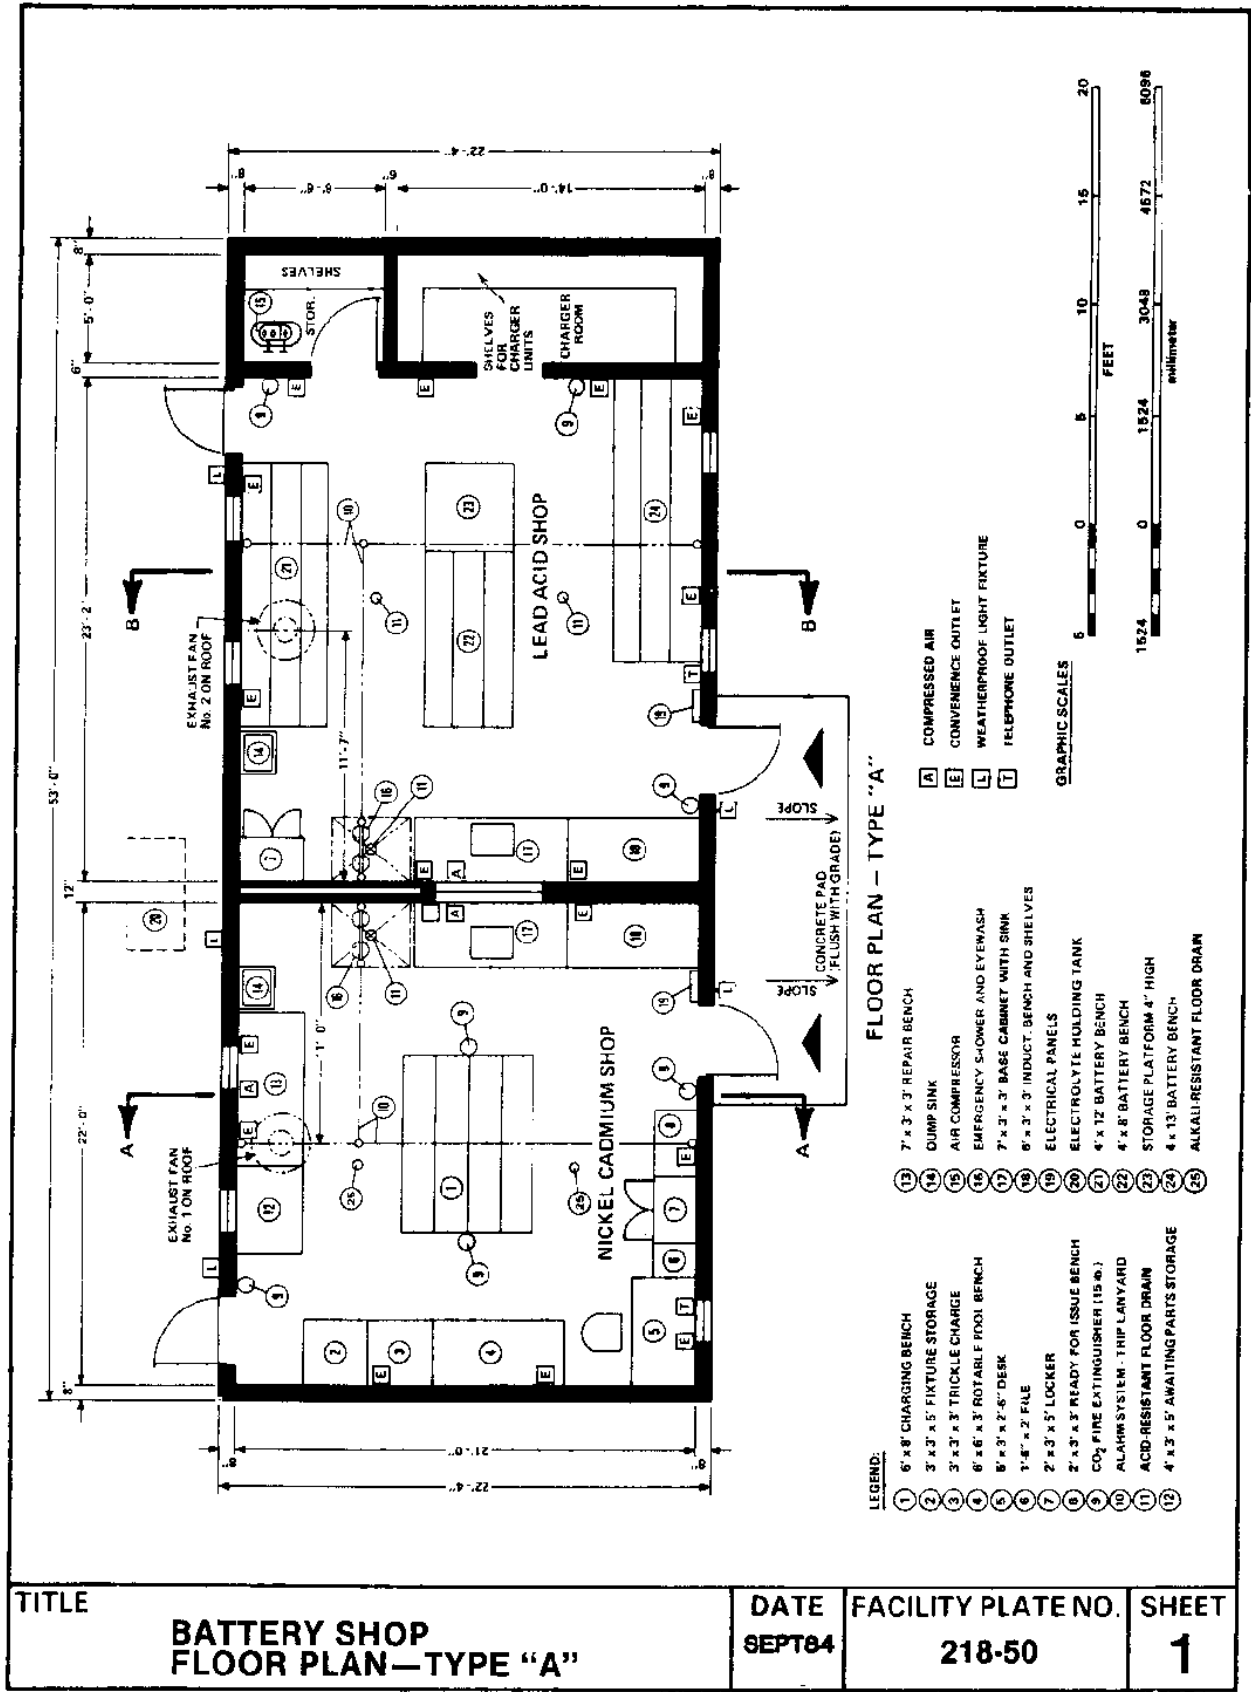 53'-0"
8"
22'-0"
12"
23'-2"
6"
5'-0"
8"
22'-4"
8"
21'-0"
8"
22'-4"
8"
6'-6"
6"
14'-0"
8"
A
B
A
B
EXHAUST FAN
No. 1 ON ROOF
EXHAUST FAN
No. 2 ON ROOF
11'-7"
NICKEL CADMIUM SHOP
LEAD ACID SHOP
SHELVES
STOR.
SHELVES
FOR
CHARGER
UNITS
CHARGER
ROOM
SLOPE
SLOPE
CONCRETE PAD
(FLUSH WITH GRADE)
FLOOR PLAN — TYPE "A"
LEGEND:
1 6' x 8' CHARGING BENCH
2 3' x 3' x 5' FIXTURE STORAGE
3 3' x 3' x 3' TRICKLE CHARGE
4 6' x 6' x 3' ROTABLE POOL BENCH
5 5' x 3' x 2'-6" DESK
6 1'-6" x 2' FILE
7 2' x 3' x 5' LOCKER
8 2' x 3' x 3' READY FOR ISSUE BENCH
9 CO2 FIRE EXTINGUISHER (15 lb.)
10 ALARM SYSTEM - TRIP LANYARD
11 ACID-RESISTANT FLOOR DRAIN
12 4' x 3' x 5' AWAITING PARTS STORAGE
13 7' x 3' x 3' REPAIR BENCH
14 DUMP SINK
15 AIR COMPRESSOR
16 EMERGENCY SHOWER AND EYEWASH
17 7' x 3' x 3' BASE CABINET WITH SINK
18 6' x 3' x 3' INDUCT. BENCH AND SHELVES
19 ELECTRICAL PANELS
20 ELECTROLYTE HOLDING TANK
21 4' x 12' BATTERY BENCH
22 4' x 8' BATTERY BENCH
23 STORAGE PLATFORM 4" HIGH
24 4 x 13' BATTERY BENCH
25 ALKALI-RESISTANT FLOOR DRAIN
A COMPRESSED AIR
E CONVENIENCE OUTLET
L WEATHERPROOF LIGHT FIXTURE
T TELEPHONE OUTLET
GRAPHIC SCALES
5 0 5 10 15 20
FEET
1524 0 1524 3048 4572 6096
millimeter
TITLE
BATTERY SHOP
FLOOR PLAN—TYPE "A"
DATE
SEPT84
FACILITY PLATE NO.
218-50
SHEET
1